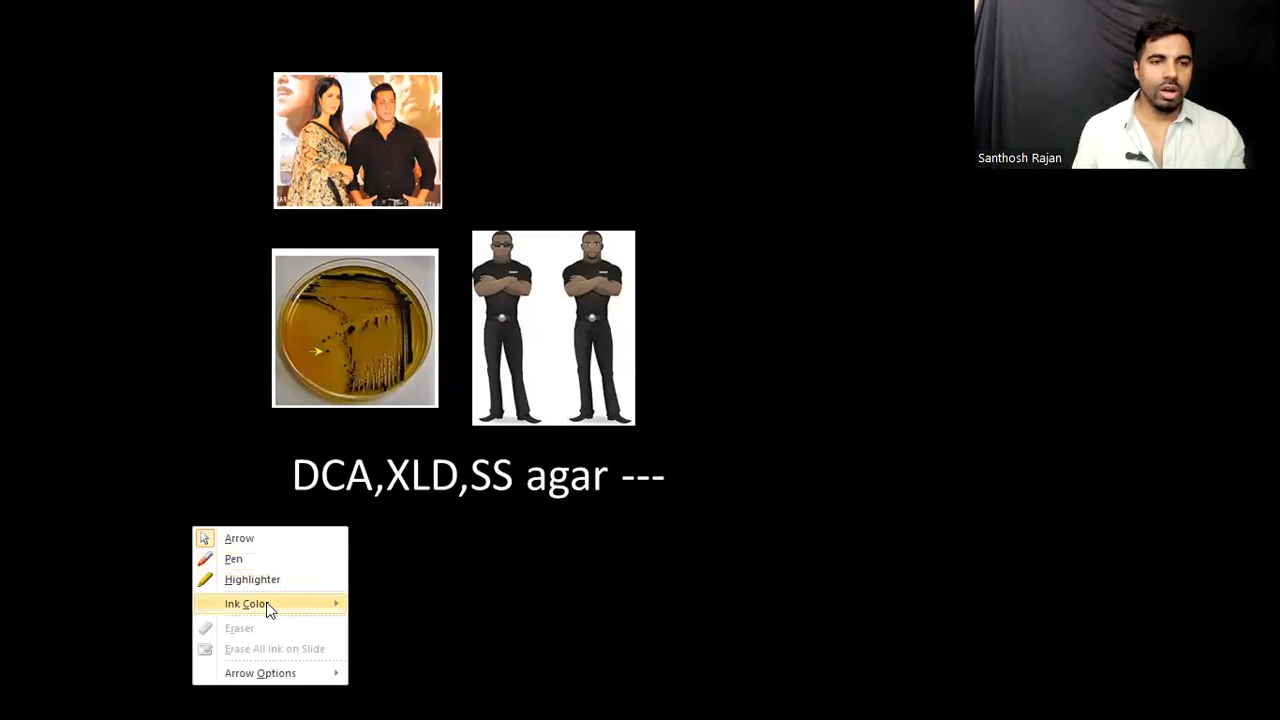 Santhosh Rajan
DCA,XLD,SS agar ---
Arrow
Pen
Highlighter
Ink Color
Eraser
Erase All Ink on Slide
Arrow Options